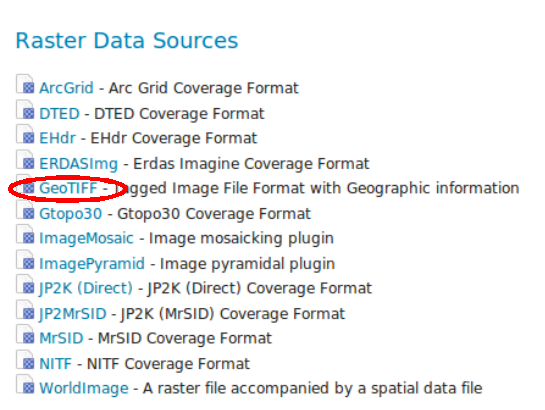 Raster Data Sources
ArcGrid - Arc Grid Coverage Format
DTED - DTED Coverage Format
EHdr - EHdr Coverage Format
ERDASImg - Erdas Imagine Coverage Format
GeoTIFF - Tagged Image File Format with Geographic information
Gtopo30 - Gtopo30 Coverage Format
ImageMosaic - Image mosaicking plugin
ImagePyramid - Image pyramidal plugin
JP2K (Direct) - JP2K (Direct) Coverage Format
JP2MrSID - JP2K (MrSID) Coverage Format
MrSID - MrSID Coverage Format
NITF - NITF Coverage Format
WorldImage - A raster file accompanied by a spatial data file